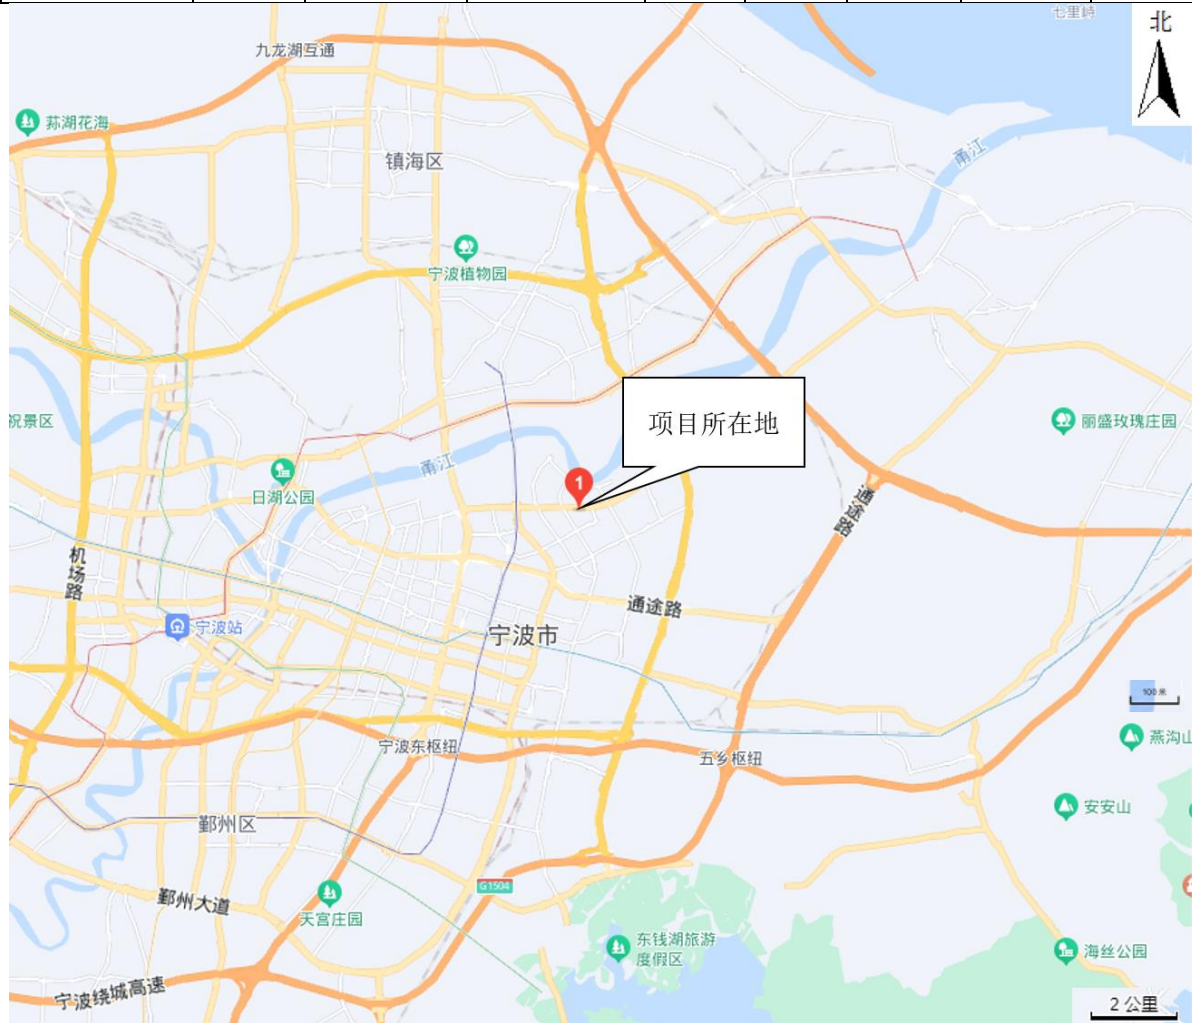 七里峙
北
九龙湖互通
荪湖花海
镇海区
甬江
宁波植物园
项目所在地
祝景区
丽盛玫瑰庄园
甬江
1
日湖公园
通途路
机场路
通途路
宁波站
宁波市
100 米
燕沟山
宁波东枢纽
五乡枢纽
安安山
鄞州区
G1504
鄞州大道
天宫庄园
东钱湖旅游
度假区
海丝公园
宁波绕城高速
2 公里